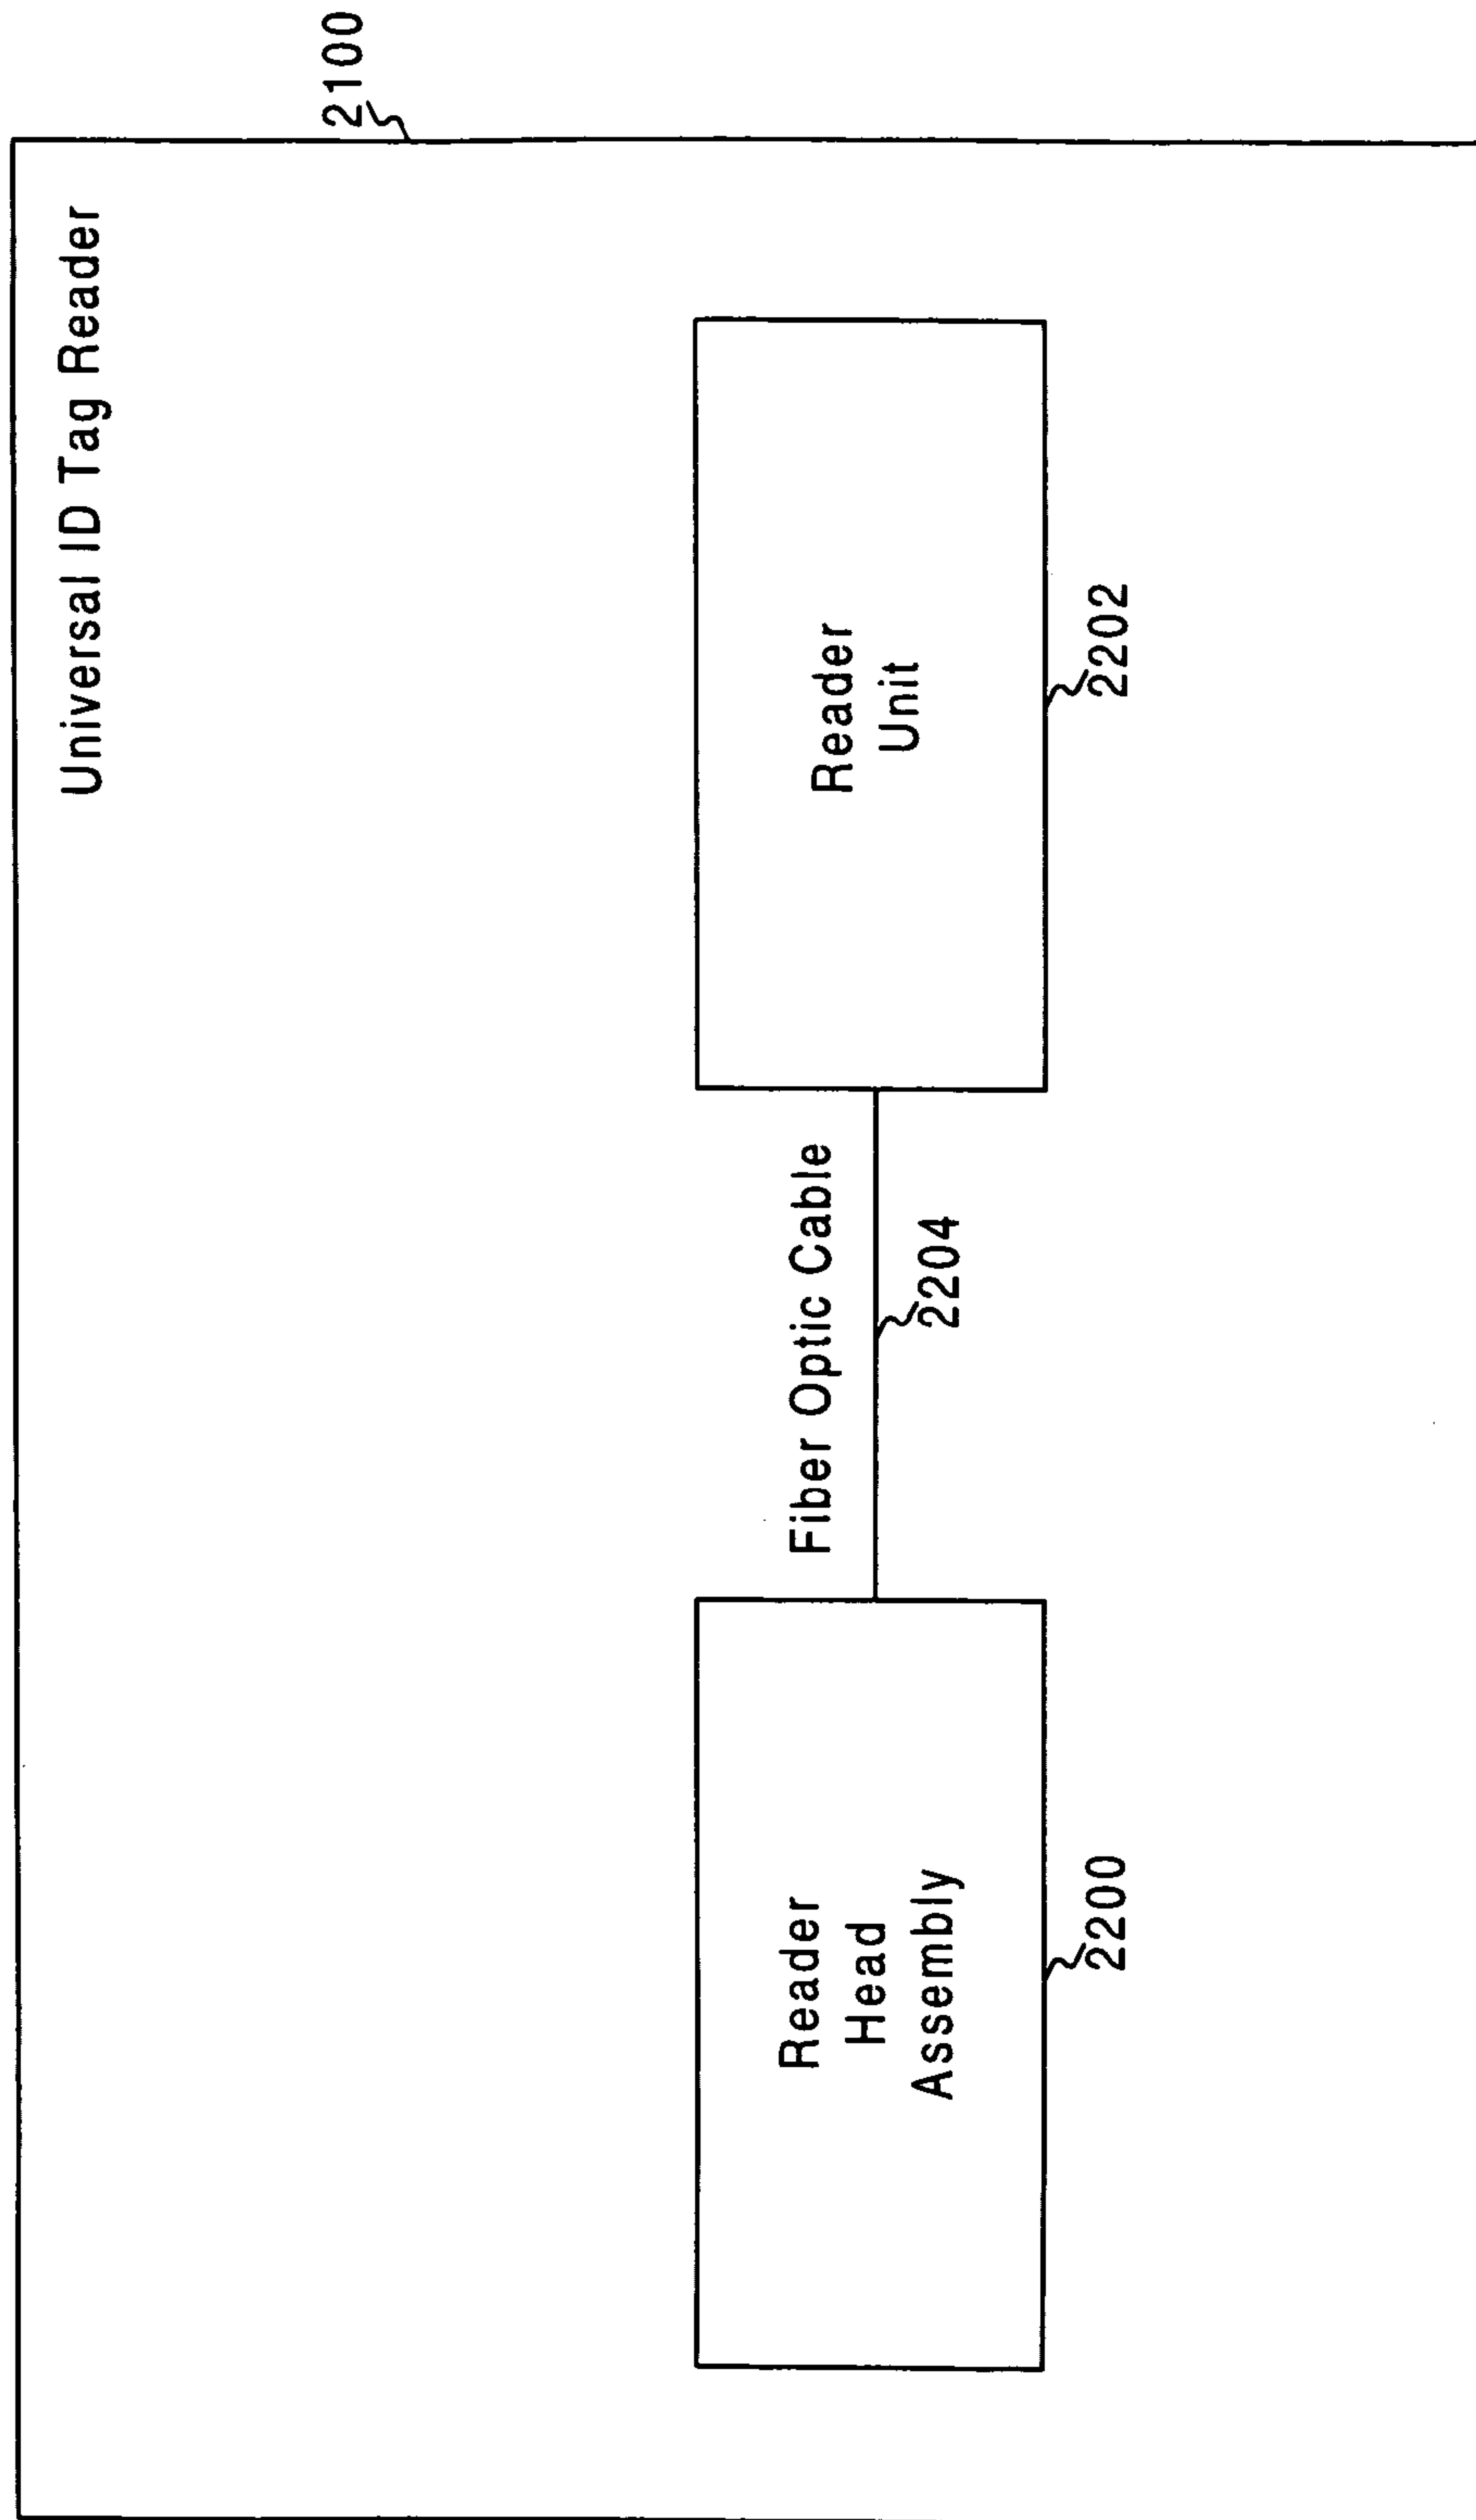 Universal ID Tag Reader
2100
Reader
Head
Assembly
2200
Fiber Optic Cable
2204
Reader
Unit
2202